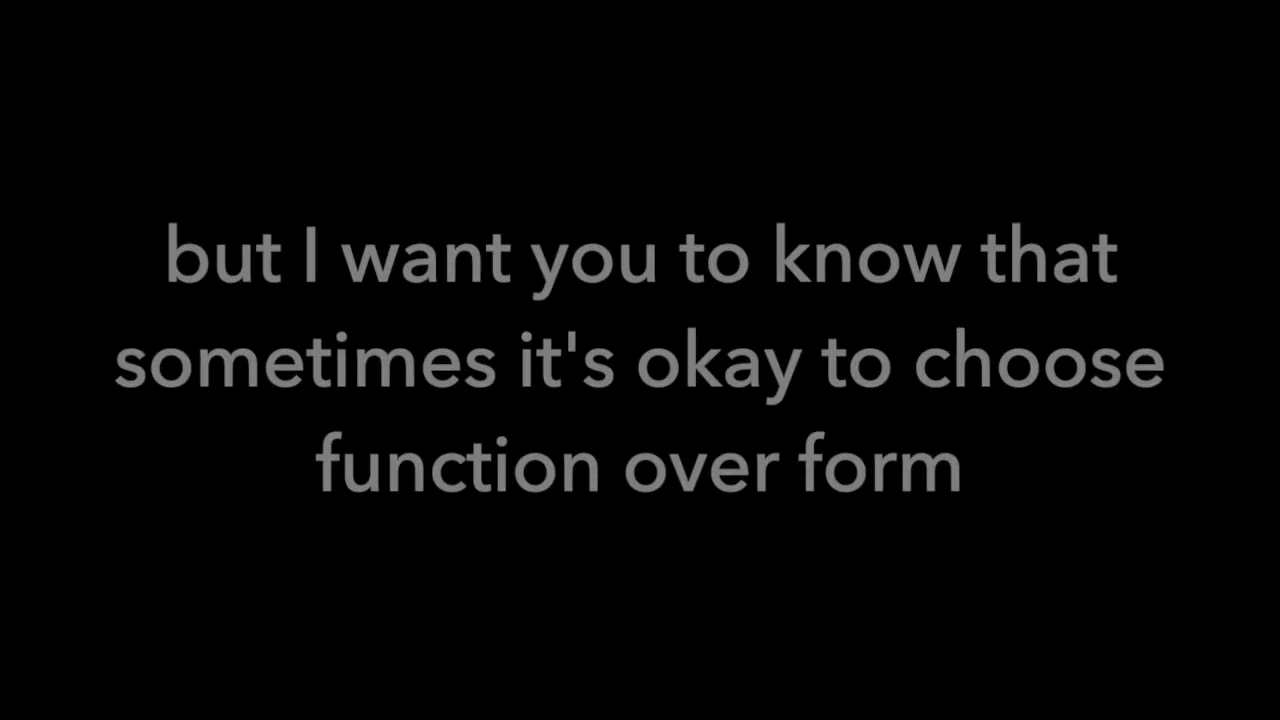 but I want you to know that
sometimes it's okay to choose
function over form